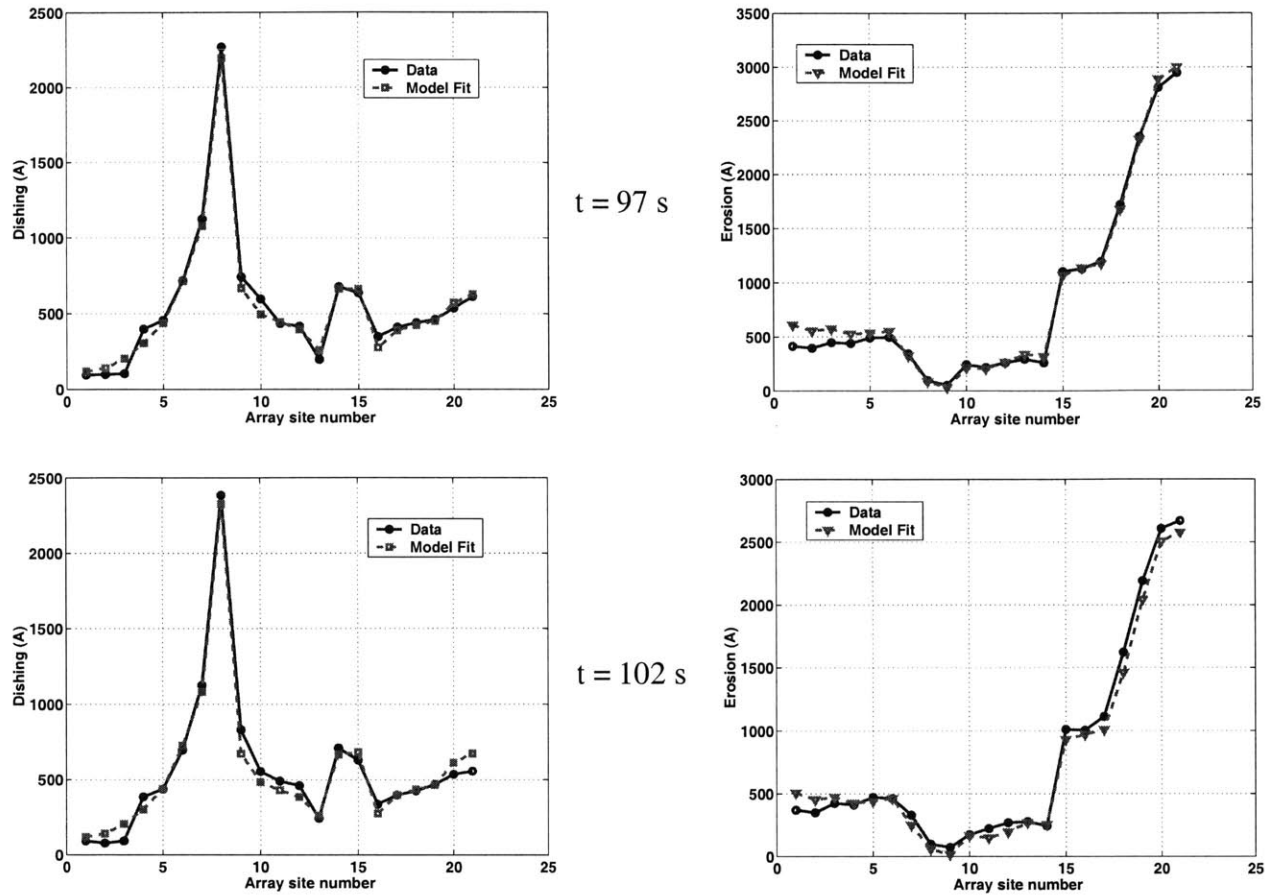 2500
2000
1500
1000
500
0
Dishing (A)
Data
Model Fit
0 5 10 15 20 25
Array site number
t = 97 s
3500
3000
2500
2000
1500
1000
500
0
Erosion (A)
Data
Model Fit
0 5 10 15 20 25
Array site number
2500
2000
1500
1000
500
0
Dishing (A)
Data
Model Fit
0 5 10 15 20 25
Array site number
t = 102 s
3000
2500
2000
1500
1000
500
0
Erosion (A)
Data
Model Fit
0 5 10 15 20 25
Array site number